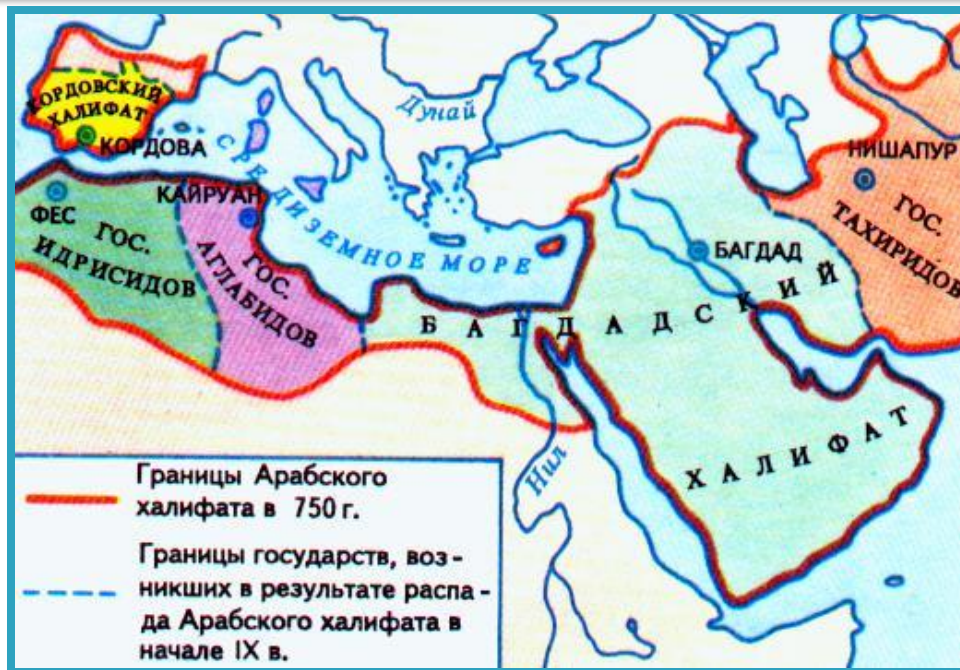 КОРДОВСКИЙ
ХАЛИФАТ
КОРДОВА
ФЕС
ГОС.
ИДРИСИДОВ
КАЙРУАН
ГОС.
АГЛАБИДОВ
СРЕДИЗЕМНОЕ МОРЕ
Дунай
НИШАПУР
ГОС.
ТАХИРИДОВ
БАГДАД
БАГДАДСКИЙ
ХАЛИФАТ
Нил
Границы Арабского
халифата в 750 г.
Границы государств, воз-
никших в результате распа-
да Арабского халифата в
начале IX в.